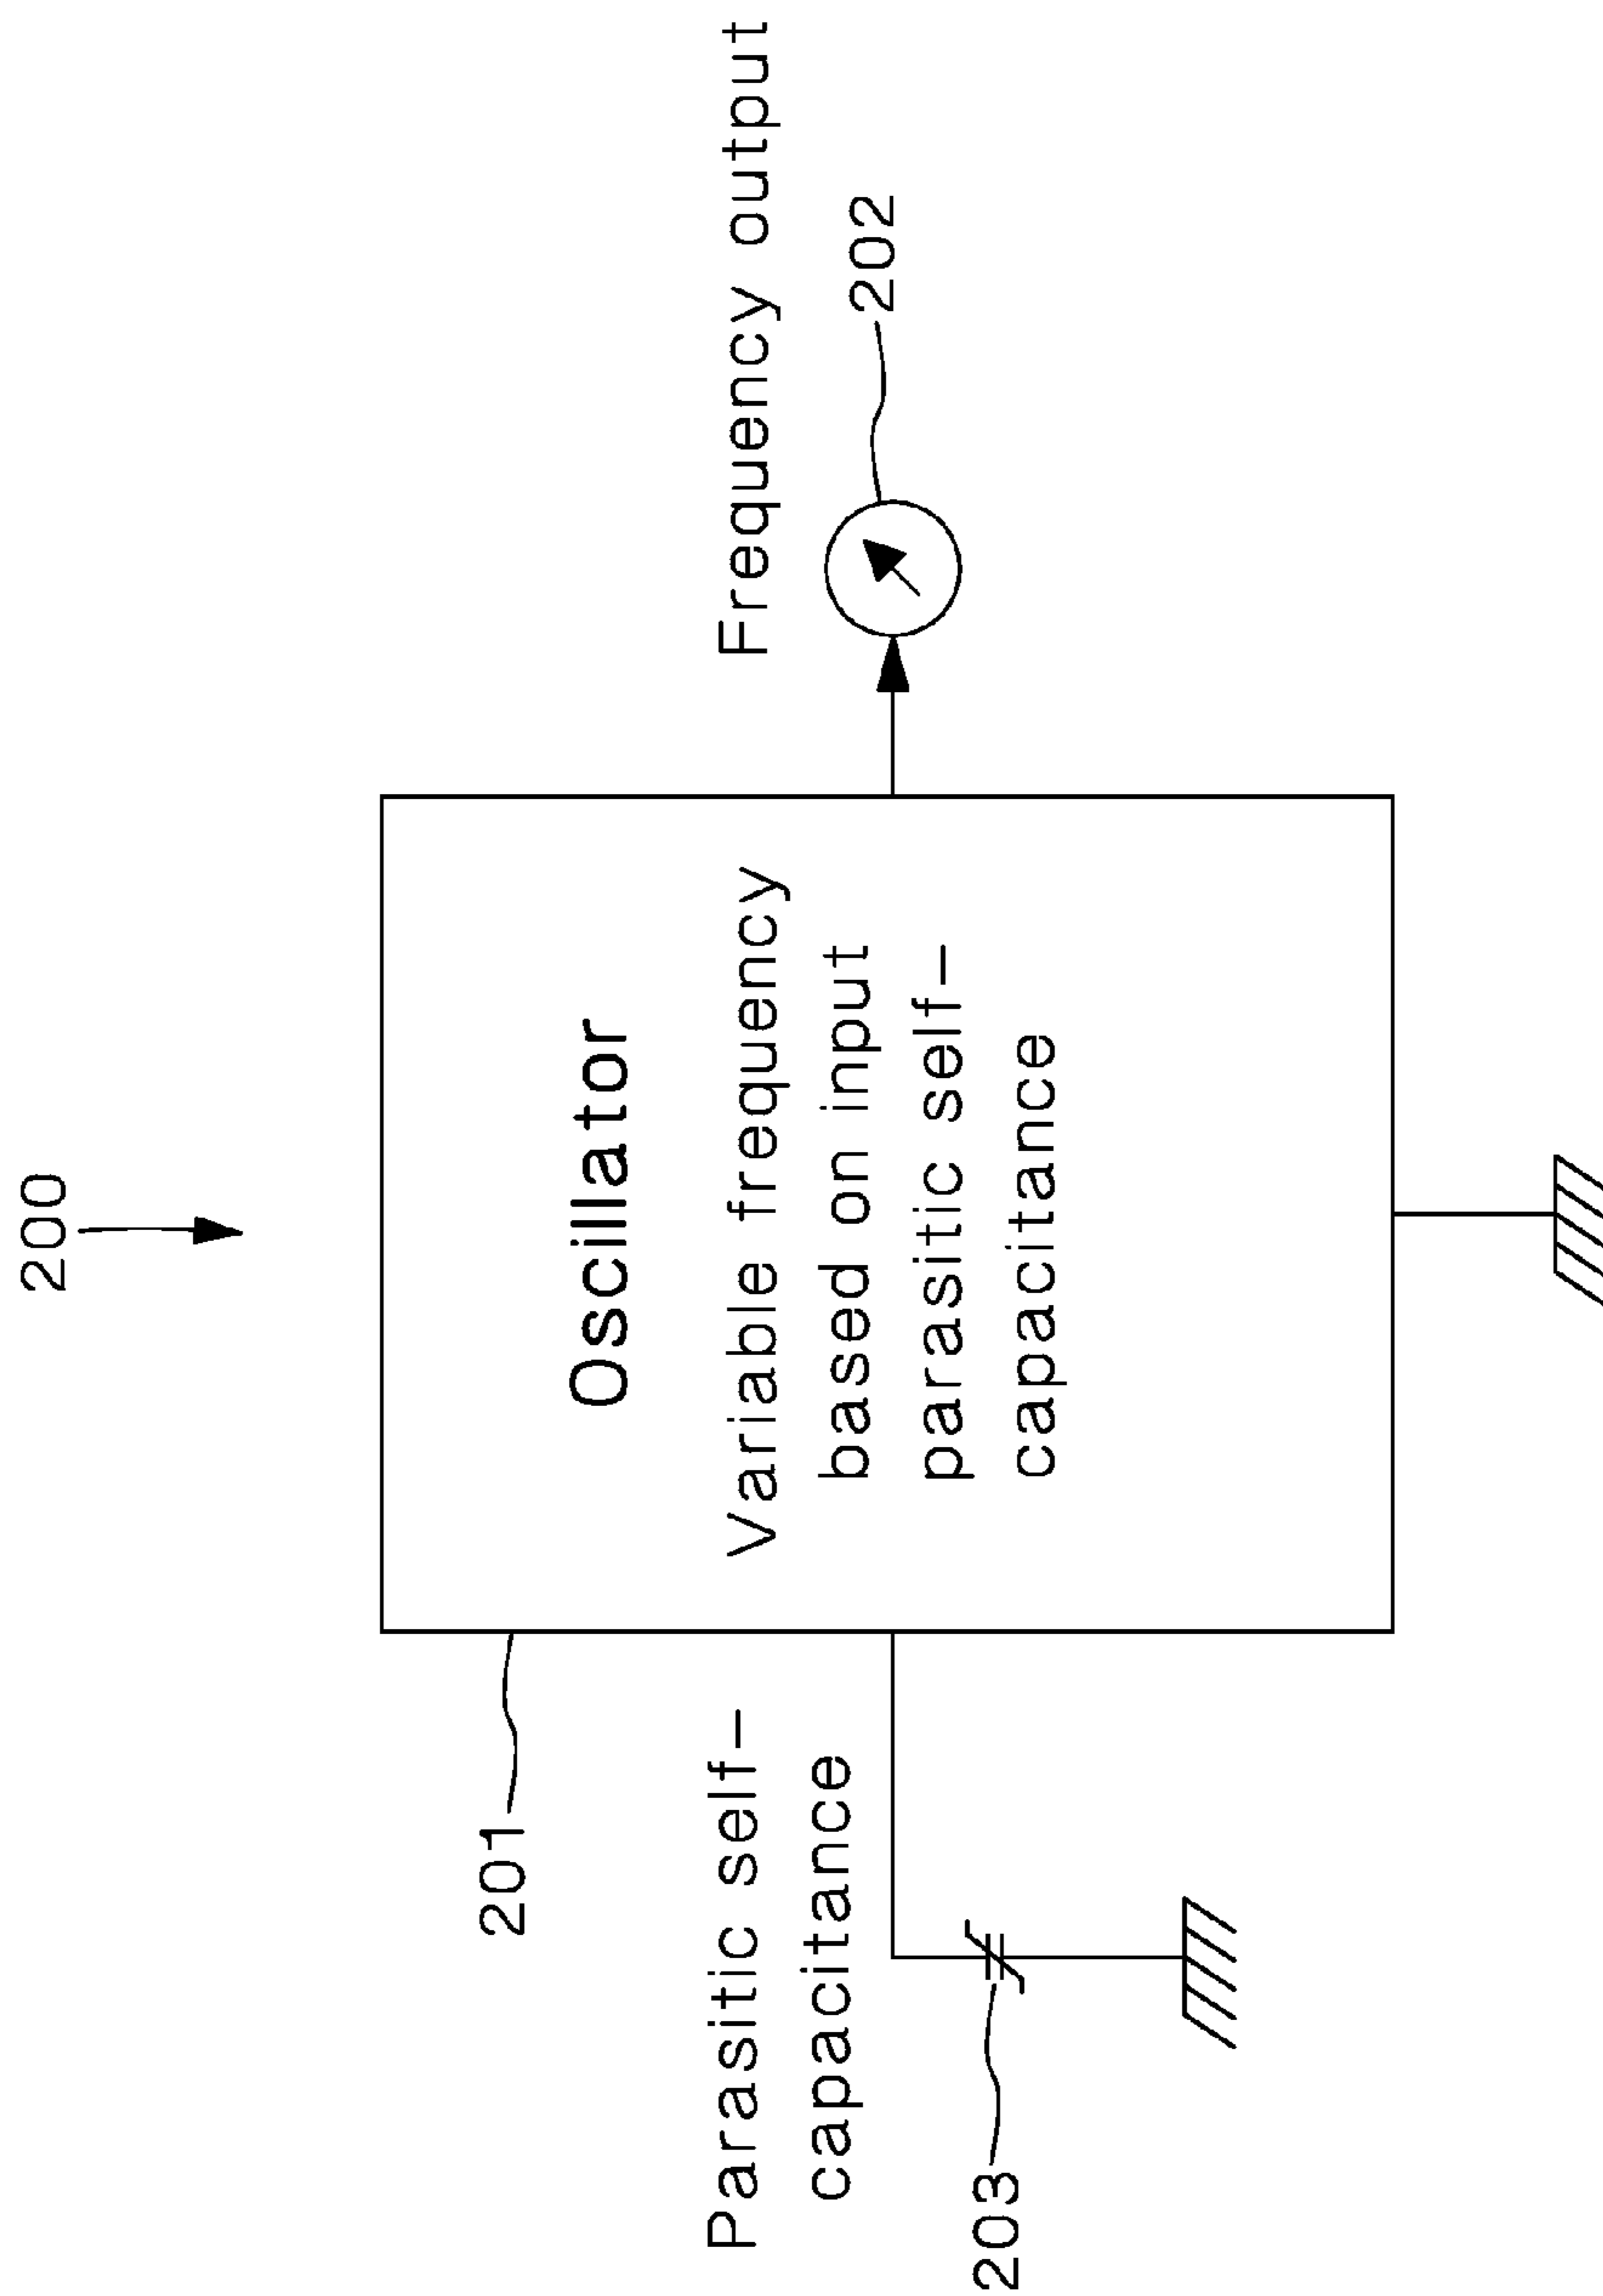 200
201
Oscillator
Variable frequency
based on input
parasitic self-
capacitance
Parasitic self-
capacitance
203
Frequency output
202